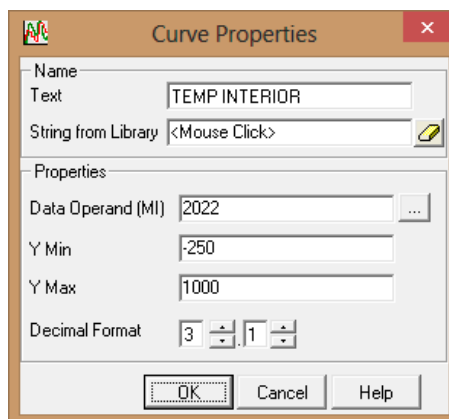 Curve Properties
Name
Text TEMP INTERIOR
String from Library <Mouse Click>
Properties
Data Operand (MI) 2022 ...
Y Min -250
Y Max 1000
Decimal Format 3 . 1
OK Cancel Help